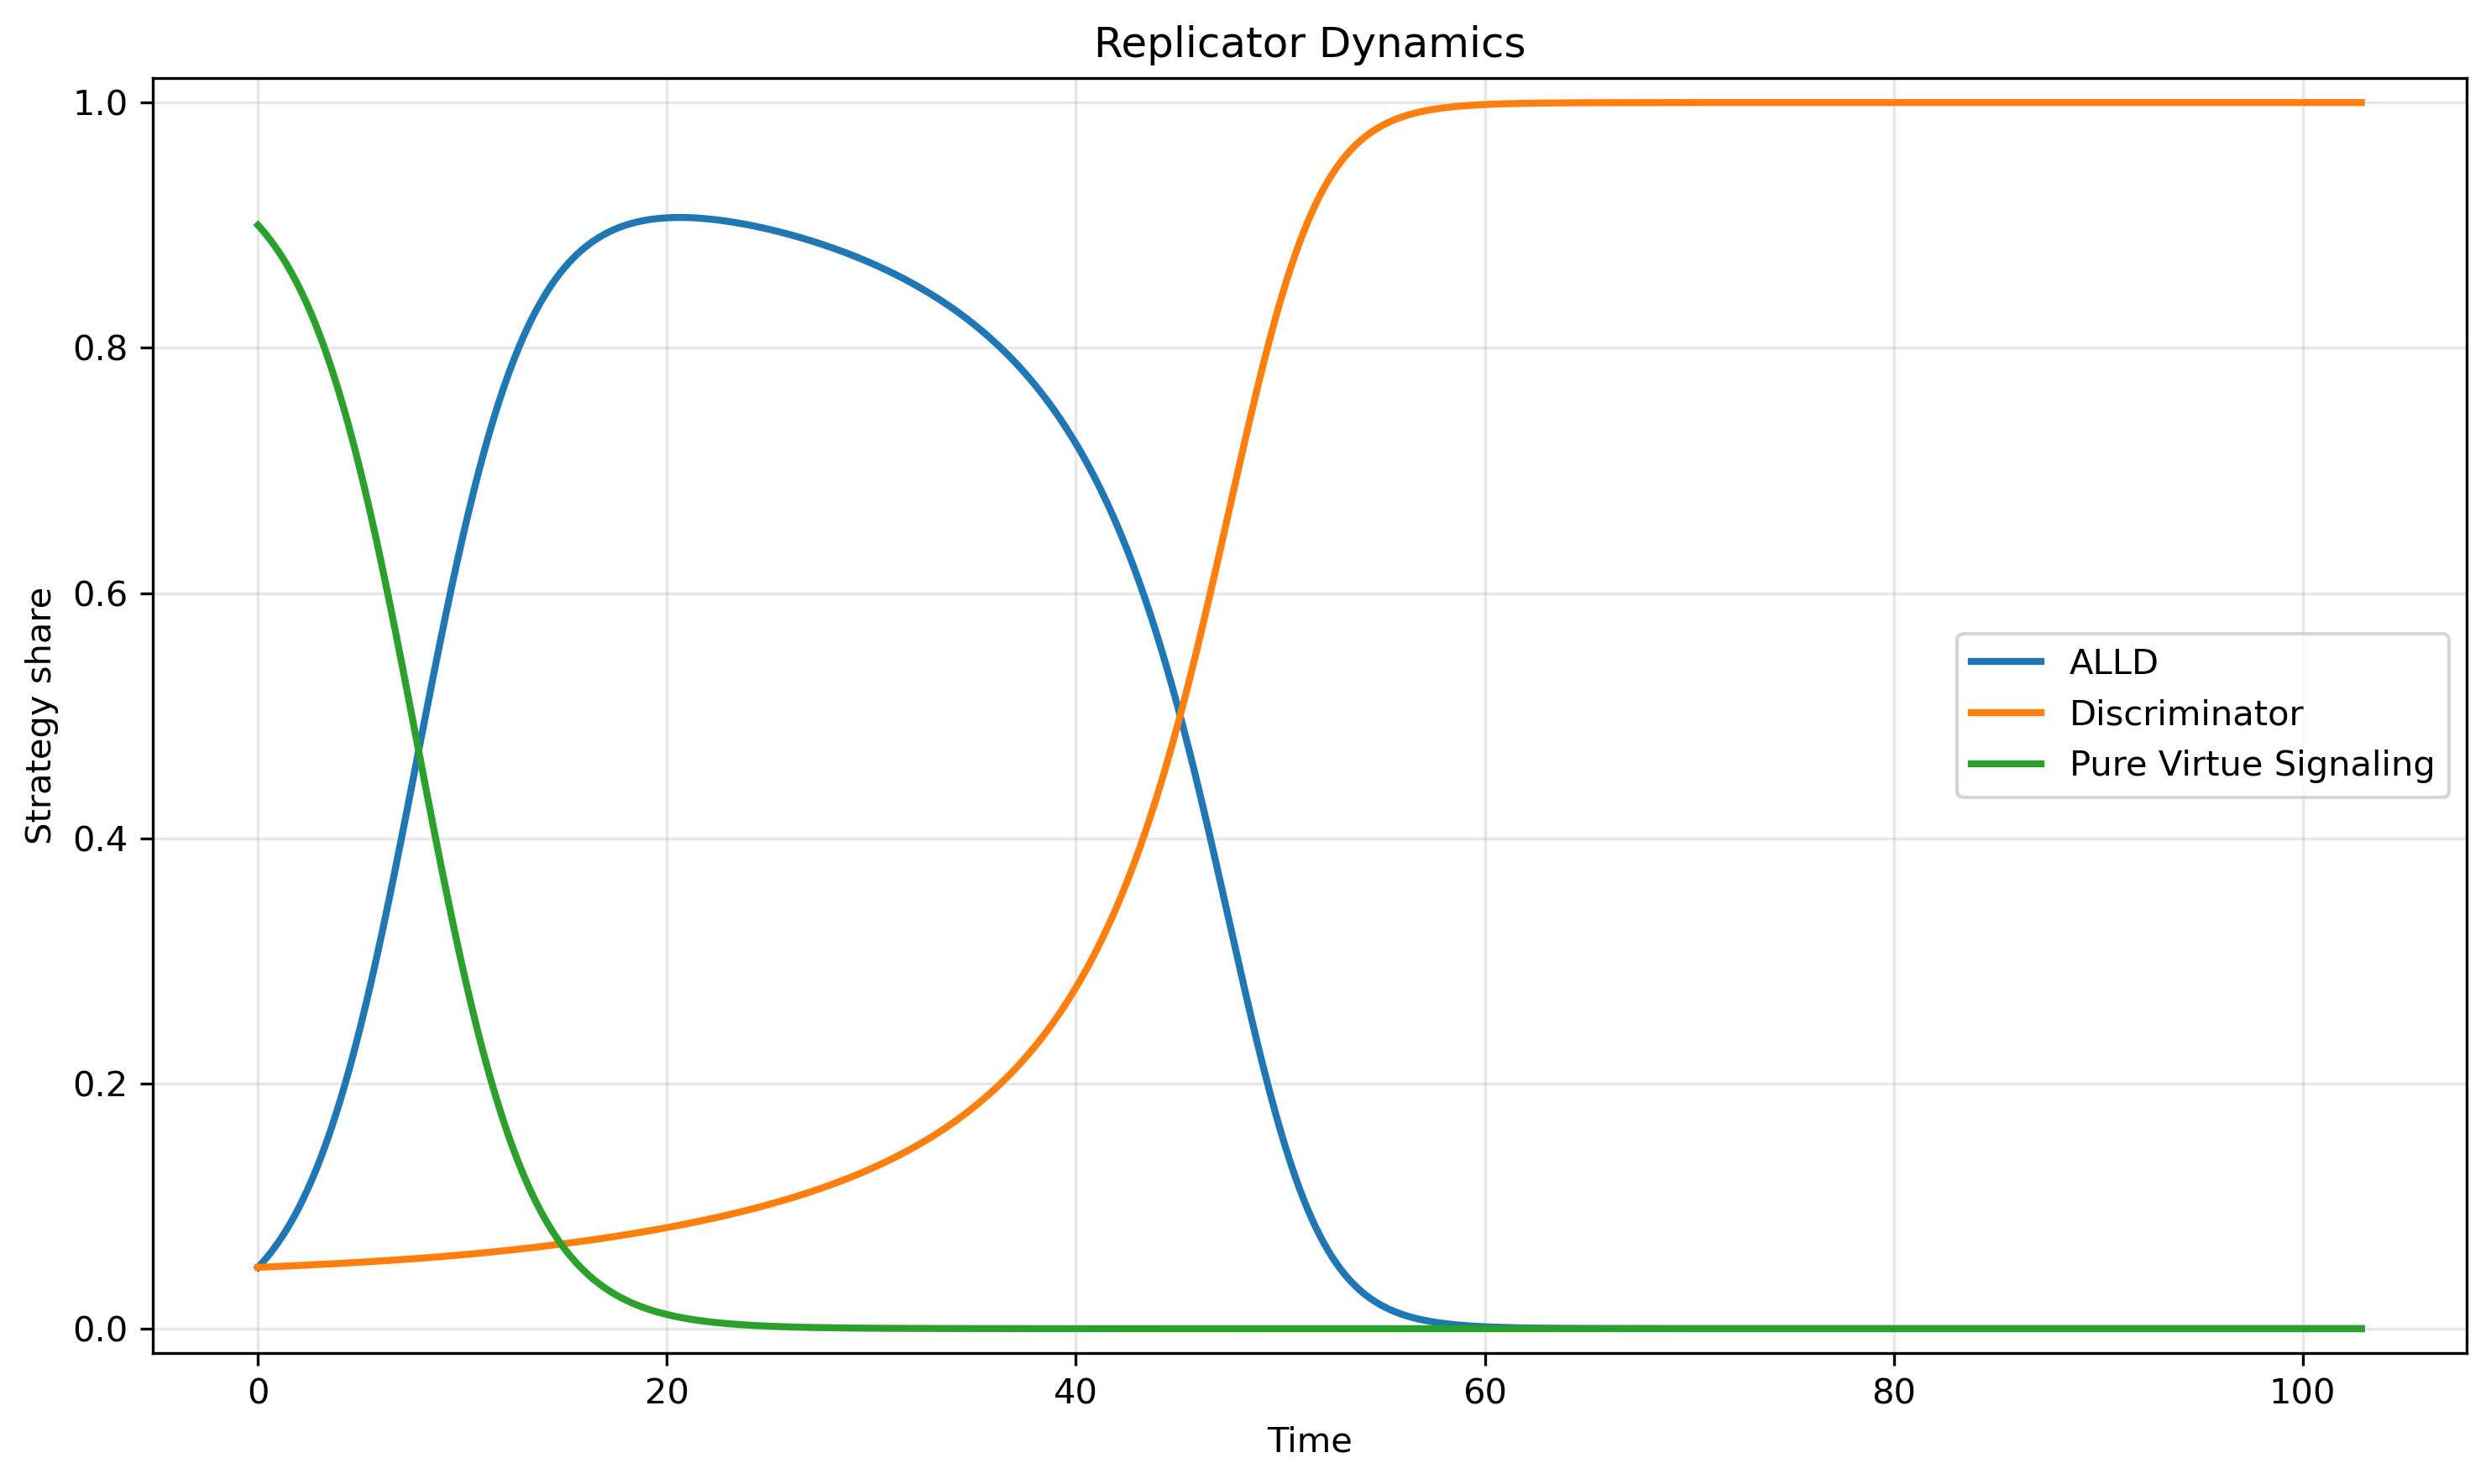 Replicator Dynamics
Strategy share
1.0
0.8
0.6
0.4
0.2
0.0
0 20 40 60 80 100
Time
ALLD
Discriminator
Pure Virtue Signaling